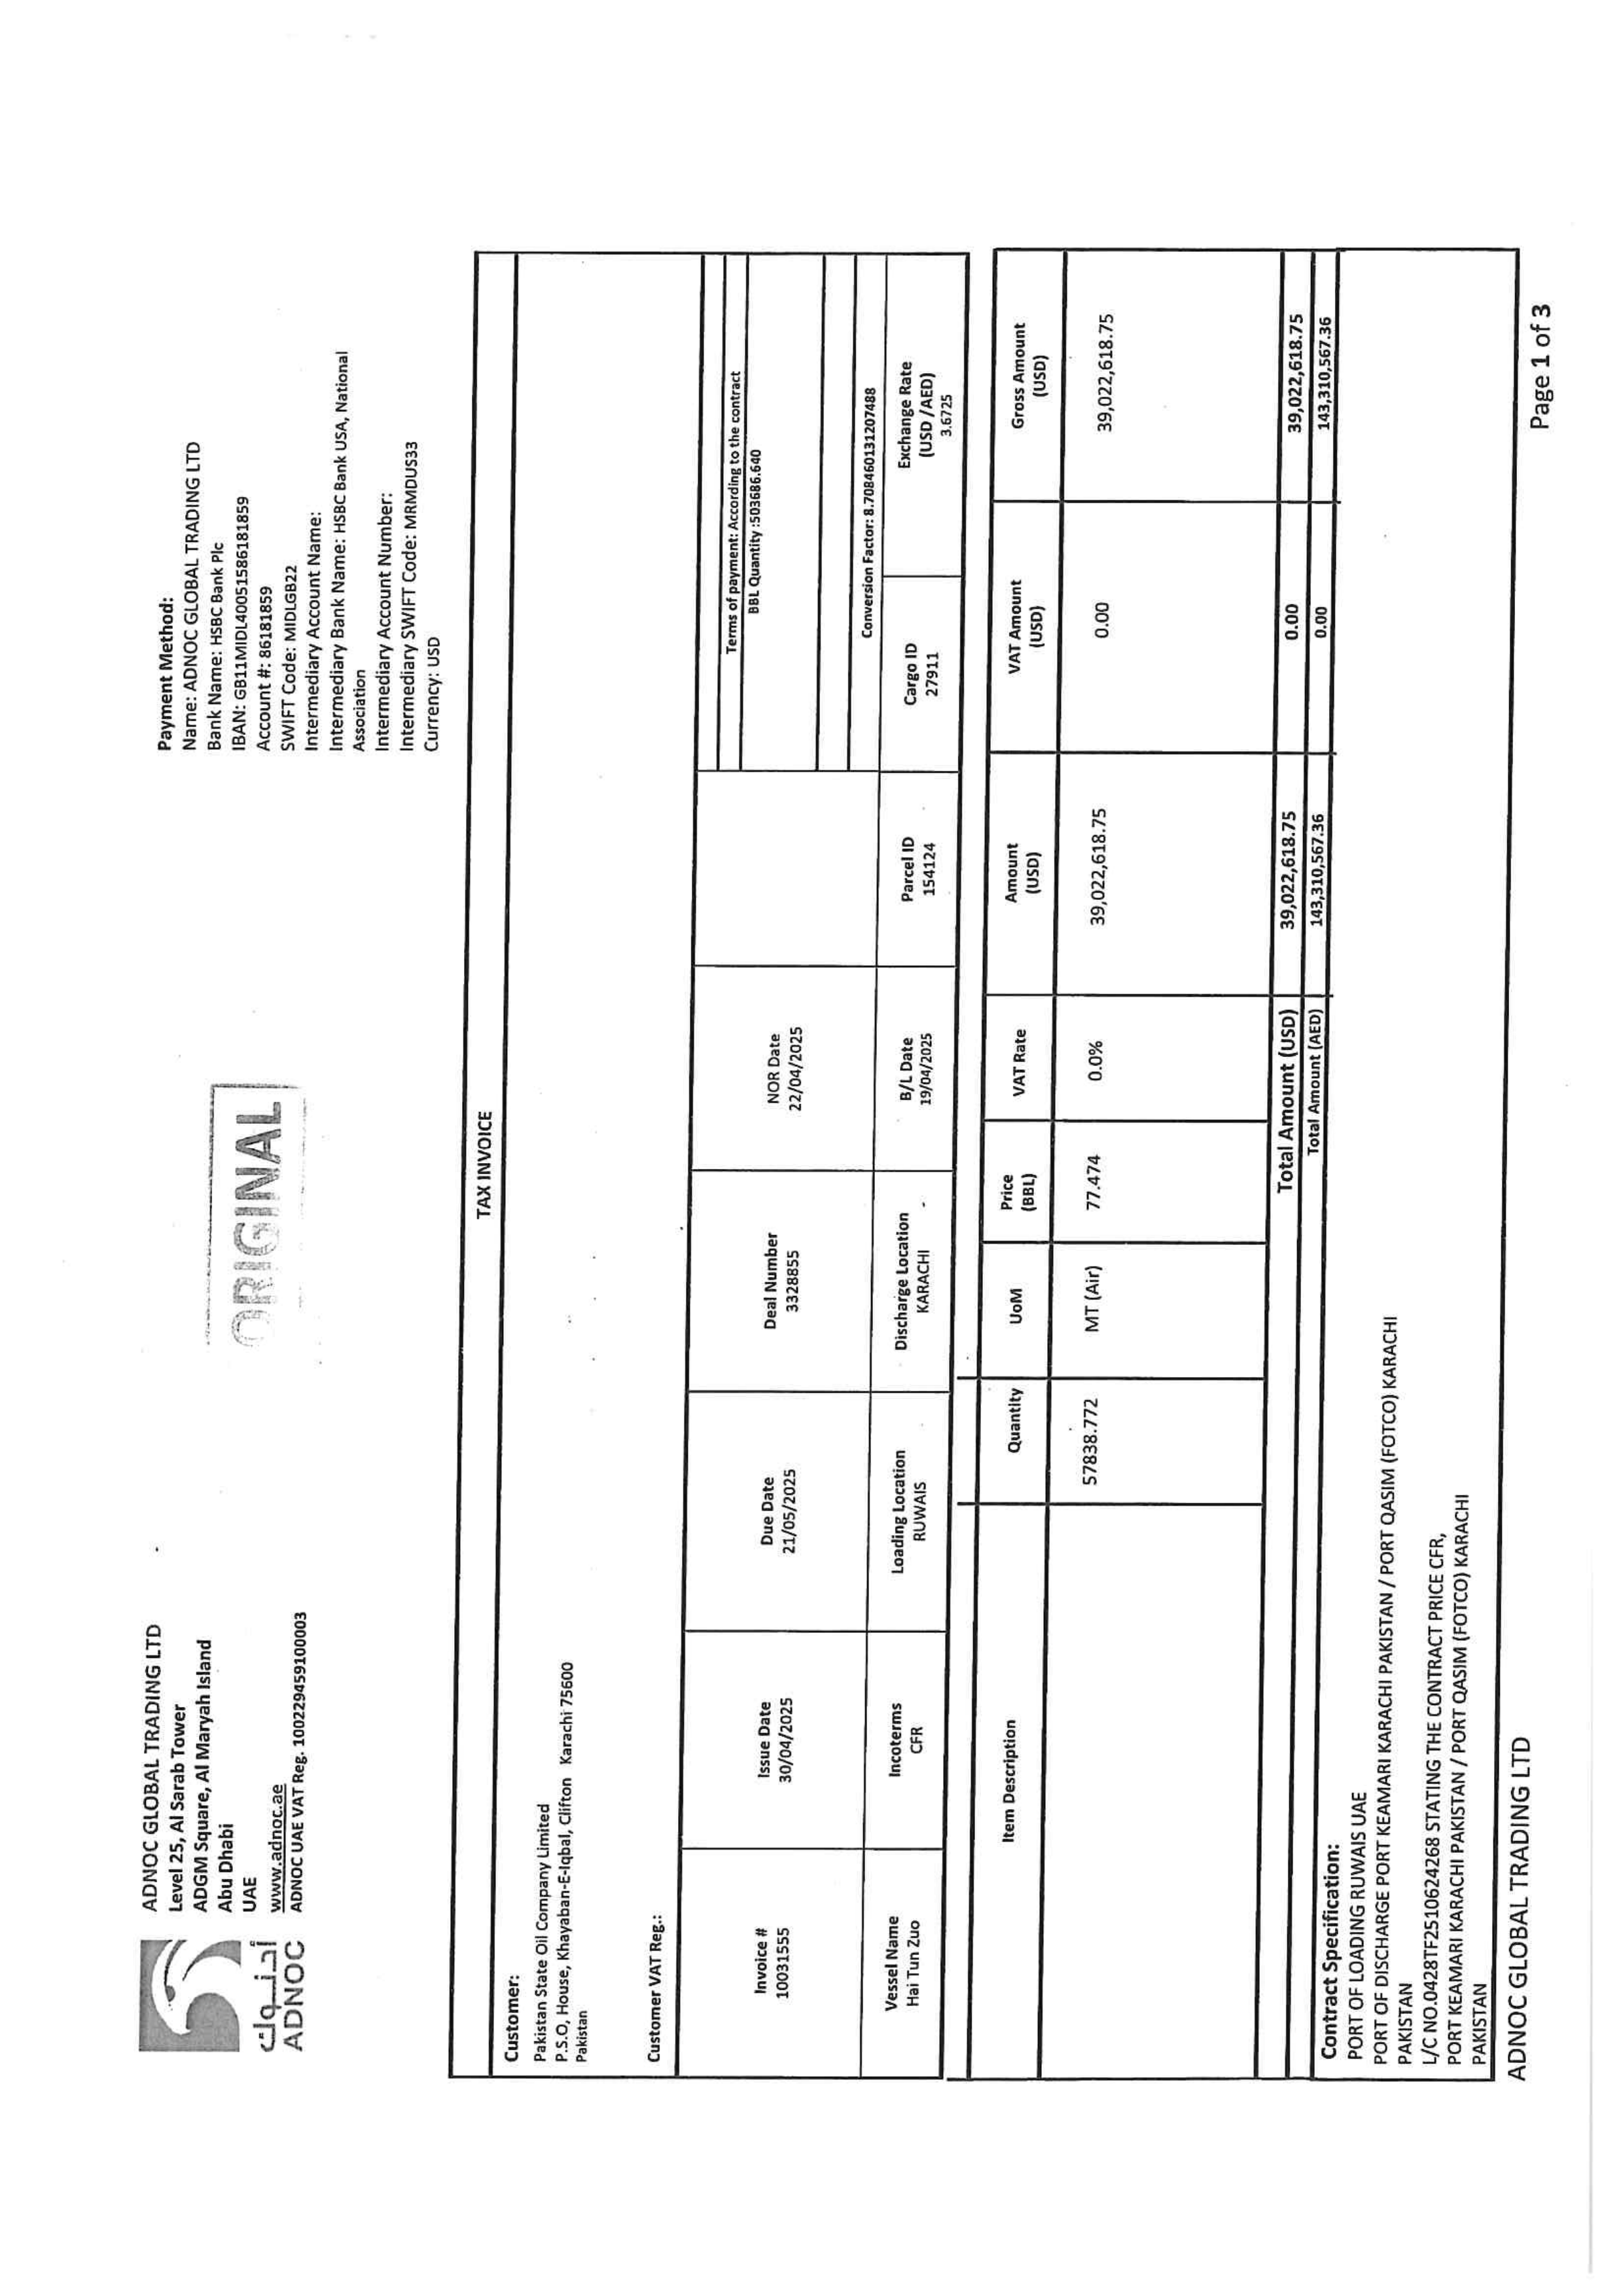 أدنوك
ADNOC
ADNOC GLOBAL TRADING LTD
Level 25, Al Sarab Tower
ADGM Square, Al Maryah Island
Abu Dhabi
UAE
www.adnoc.ae
ADNOC UAE VAT Reg. 100229459100003
ORIGINAL
Payment Method:
Name: ADNOC GLOBAL TRADING LTD
Bank Name: HSBC Bank Plc
IBAN: GB11MIDL40051586181859
Account #: 86181859
SWIFT Code: MIDLGB22
Intermediary Account Name:
Intermediary Bank Name: HSBC Bank USA, National
Association
Intermediary Account Number:
Intermediary SWIFT Code: MRMDUS33
Currency: USD
TAX INVOICE
Customer:
Pakistan State Oil Company Limited
P.S.O, House, Khayaban-E-Iqbal, Clifton Karachi 75600
Pakistan
Customer VAT Reg.:
Invoice # Issue Date Due Date Deal Number NOR Date
10031555 30/04/2025 21/05/2025 3328855 22/04/2025
Terms of payment: According to the contract
BBL Quantity :503686.640
Conversion Factor: 8.708460131207488
Vessel Name Incoterms Loading Location Discharge Location B/L Date Parcel ID Cargo ID Exchange Rate
(USD /AED)
Hai Tun Zuo CFR RUWAIS KARACHI - 19/04/2025 154124 27911 3.6725
Item Description Quantity UoM Price (BBL) VAT Rate Amount (USD) VAT Amount (USD) Gross Amount (USD)
57838.772 MT (Air) 77.474 0.0% 39,022,618.75 0.00 39,022,618.75
Total Amount (USD) 39,022,618.75 0.00 39,022,618.75
Total Amount (AED) 143,310,567.36 0.00 143,310,567.36
Contract Specification:
PORT OF LOADING RUWAIS UAE
PORT OF DISCHARGE PORT KEAMARI KARACHI PAKISTAN / PORT QASIM (FOTCO) KARACHI
PAKISTAN
L/C NO.0428TF2510624268 STATING THE CONTRACT PRICE CFR,
PORT KEAMARI KARACHI PAKISTAN / PORT QASIM (FOTCO) KARACHI
PAKISTAN
ADNOC GLOBAL TRADING LTD
Page 1 of 3